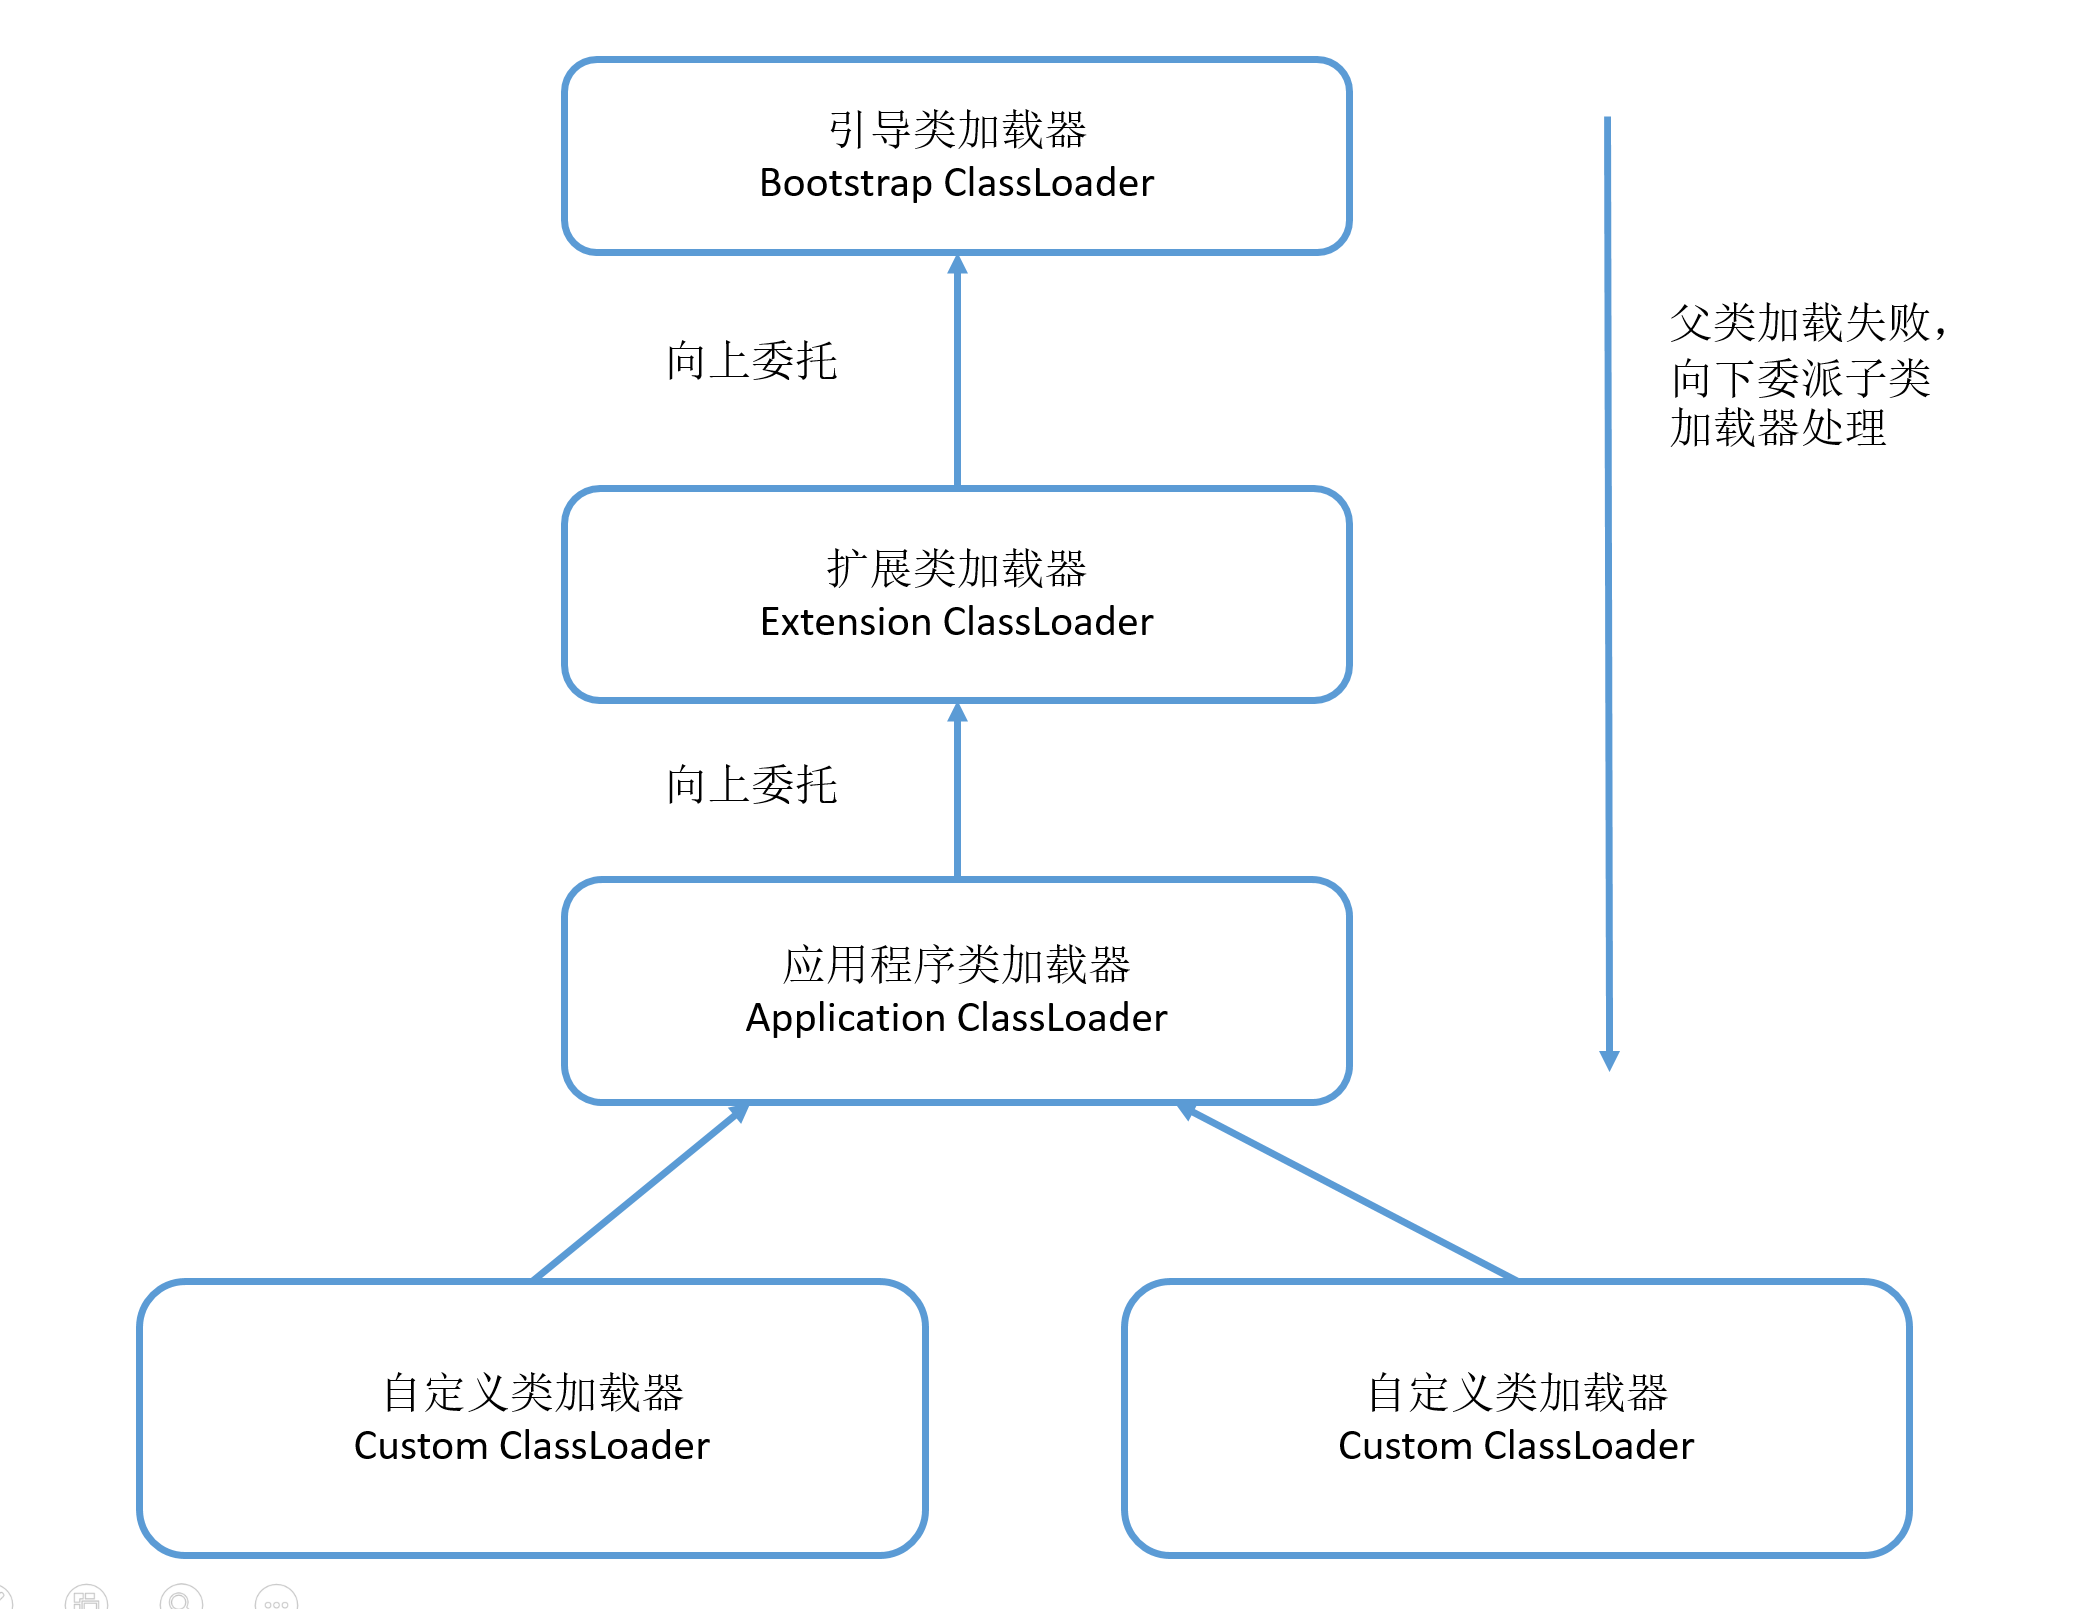 引导类加载器
Bootstrap ClassLoader
向上委托
父类加载失败，
向下委派子类
加载器处理
扩展类加载器
Extension ClassLoader
向上委托
应用程序类加载器
Application ClassLoader
自定义类加载器
Custom ClassLoader
自定义类加载器
Custom ClassLoader